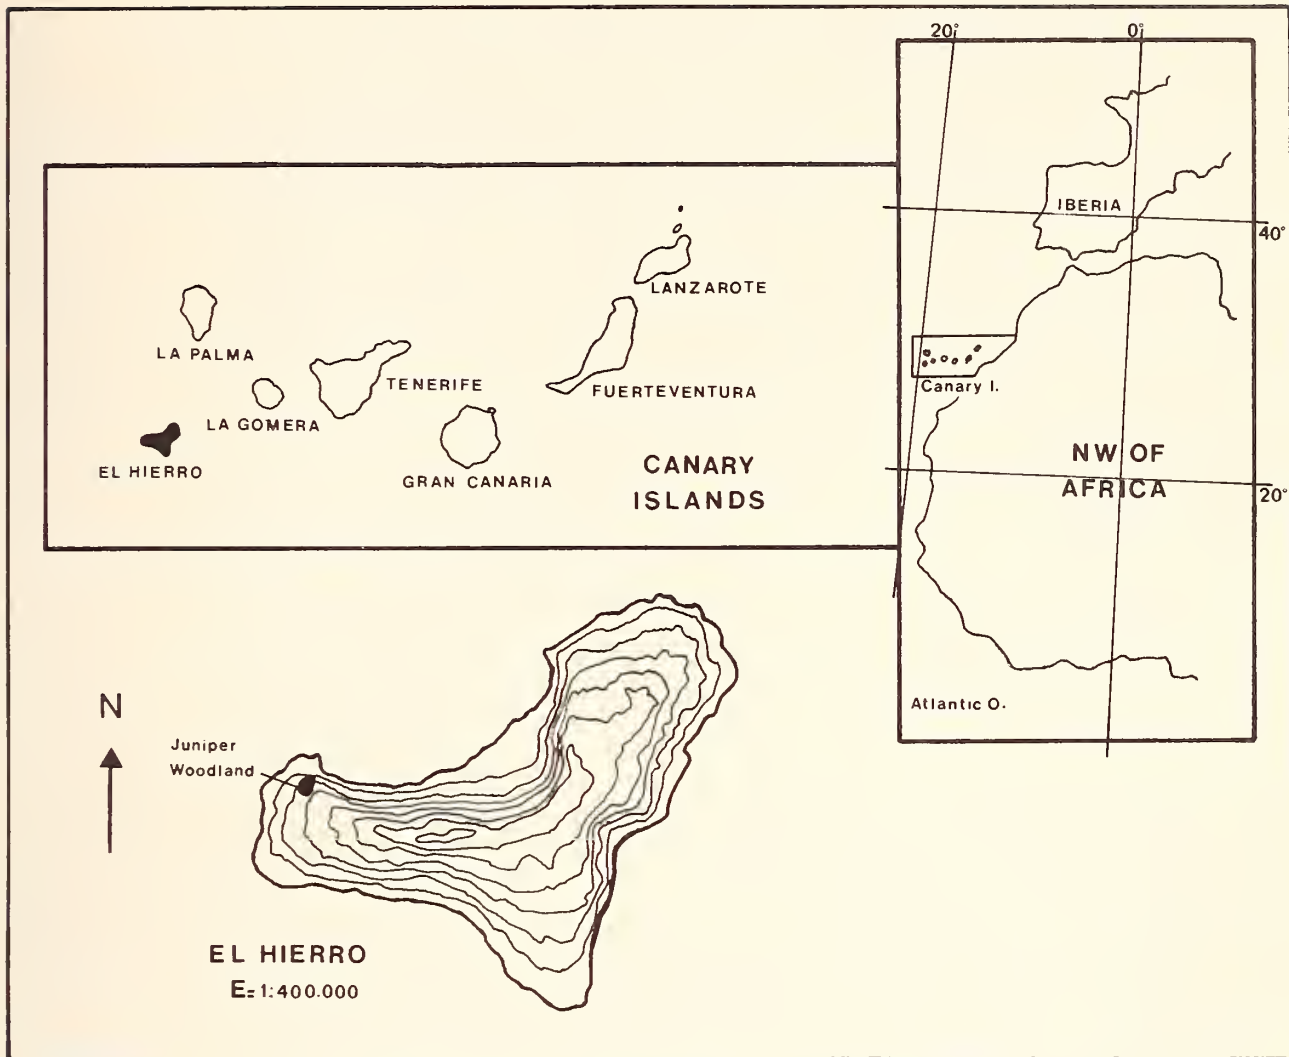 20°
0°
IBERIA
40°
LANZAROTE
LA PALMA
TENERIFE
FUERTEVENTURA
Canary I.
LA GOMERA
EL HIERRO
GRAN CANARIA
CANARY
ISLANDS
NW OF
AFRICA
20°
Atlantic O.
N
Juniper
Woodland
EL HIERRO
E= 1:400.000